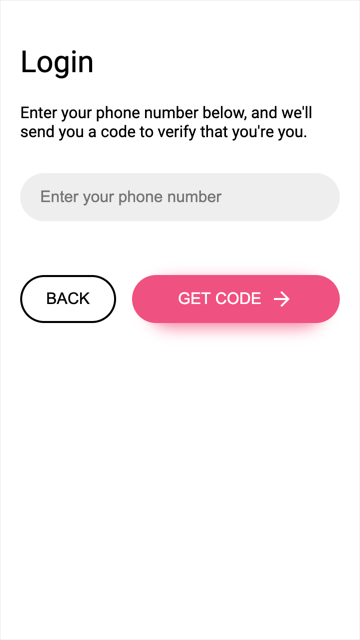 Login
Enter your phone number below, and we'll
send you a code to verify that you're you.
Enter your phone number
BACK
GET CODE